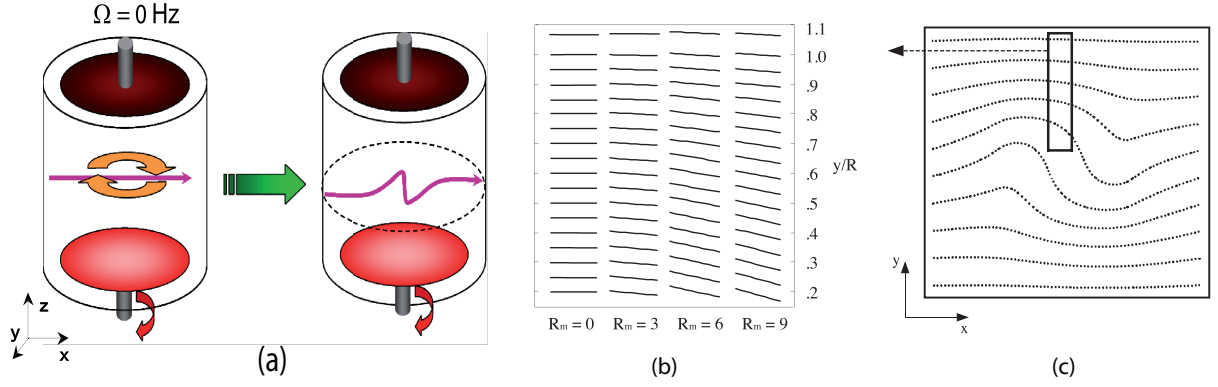 Ω = 0 Hz
z
y
x
(a)
1.1
1.0
.9
.8
.7
y/R
.6
.5
.4
.3
.2
Rm = 0 Rm = 3 Rm = 6 Rm = 9
(b)
y
x
(c)